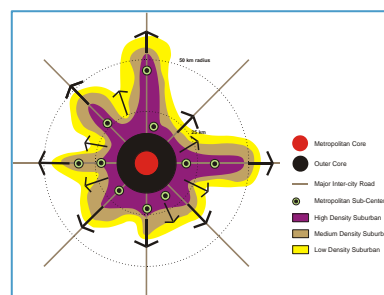 50 km radius
25 km
Metropolitan Core
Outer Core
Major Inter-city Road
Metropolitan Sub-Center
High Density Suburban
Medium Density Suburb
Low Density Suburban